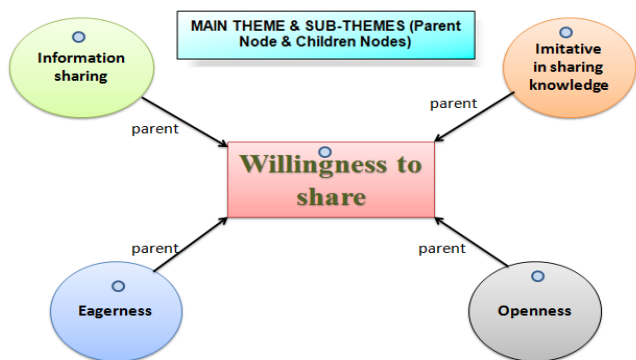 MAIN THEME & SUB-THEMES (Parent
Node & Children Nodes)
Information
sharing
Imitative
in sharing
knowledge
parent
parent
Willingness to
share
parent
parent
Eagerness
Openness